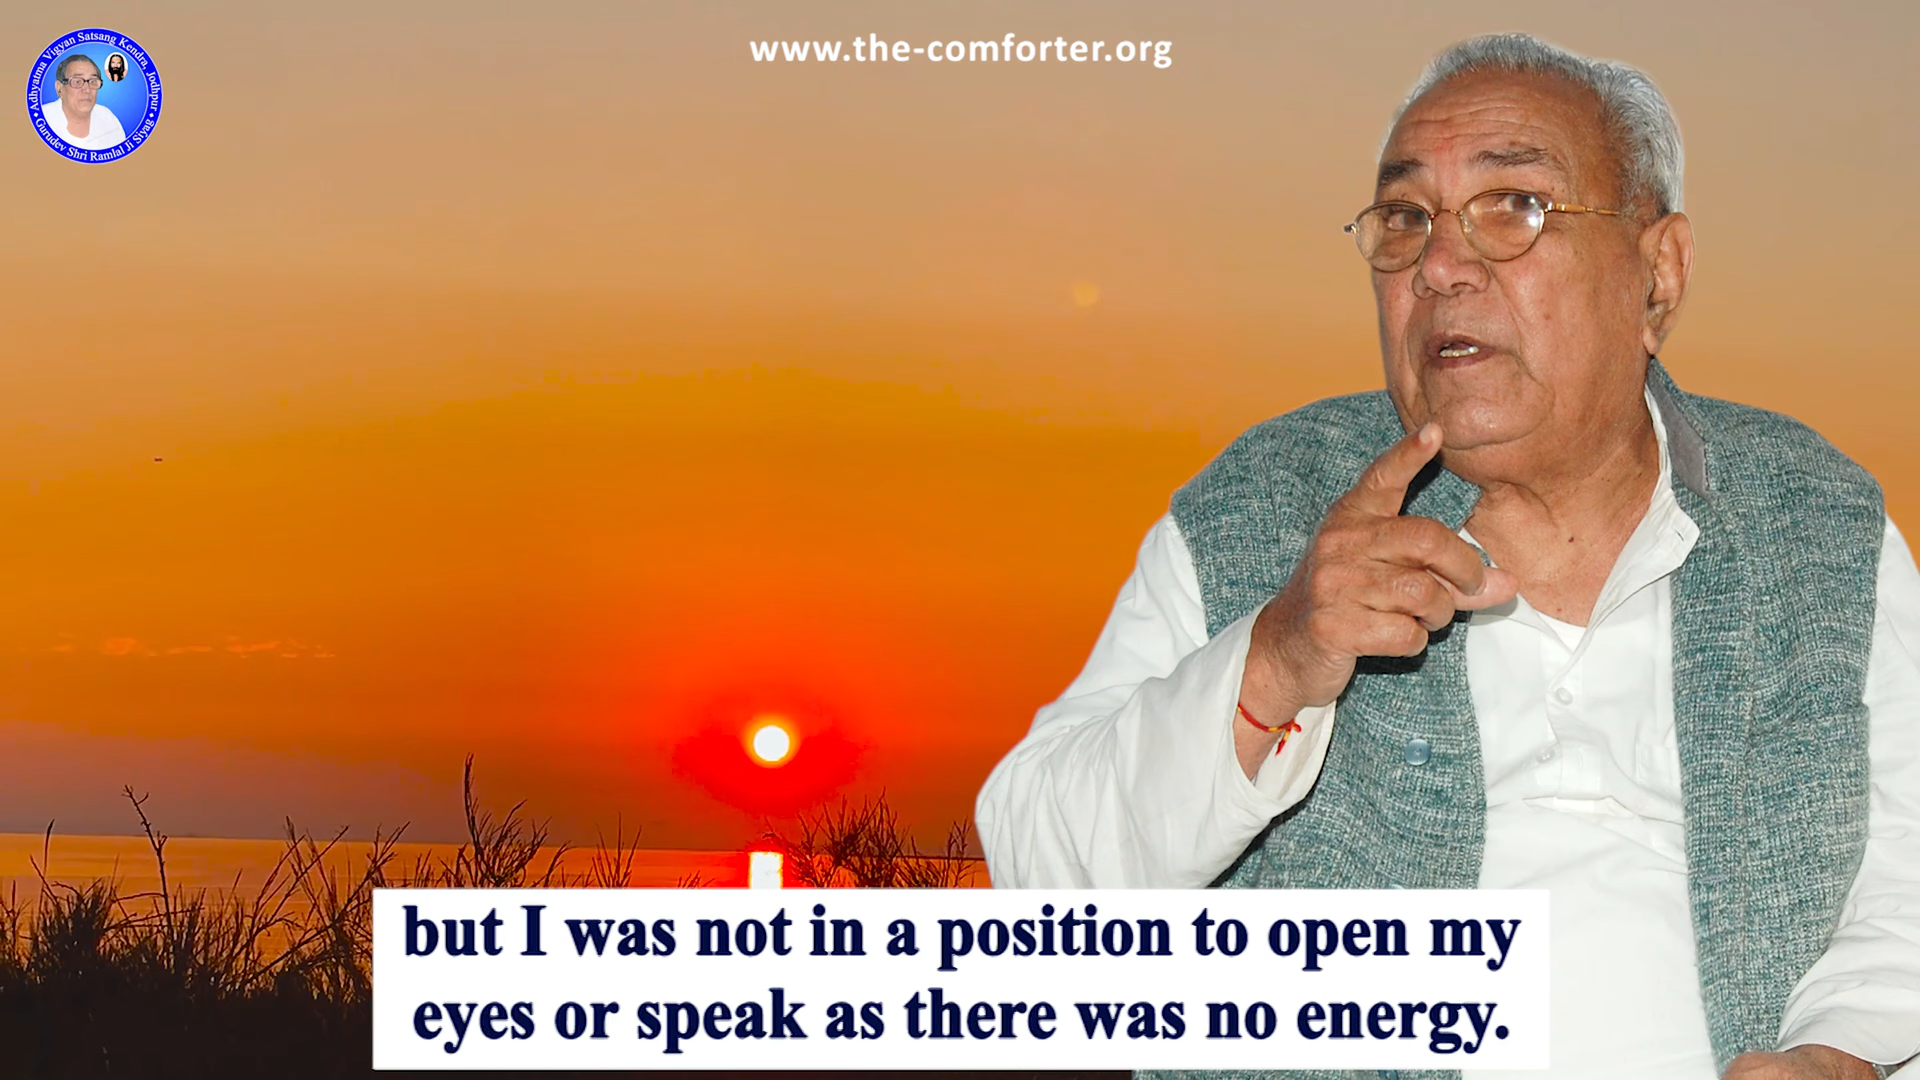 Adhyatma Vigyan Satsang Kendra, Jodhpur
Gurudev Shri Ramlal Ji Siyag
www.the-comforter.org
but I was not in a position to open my
eyes or speak as there was no energy.